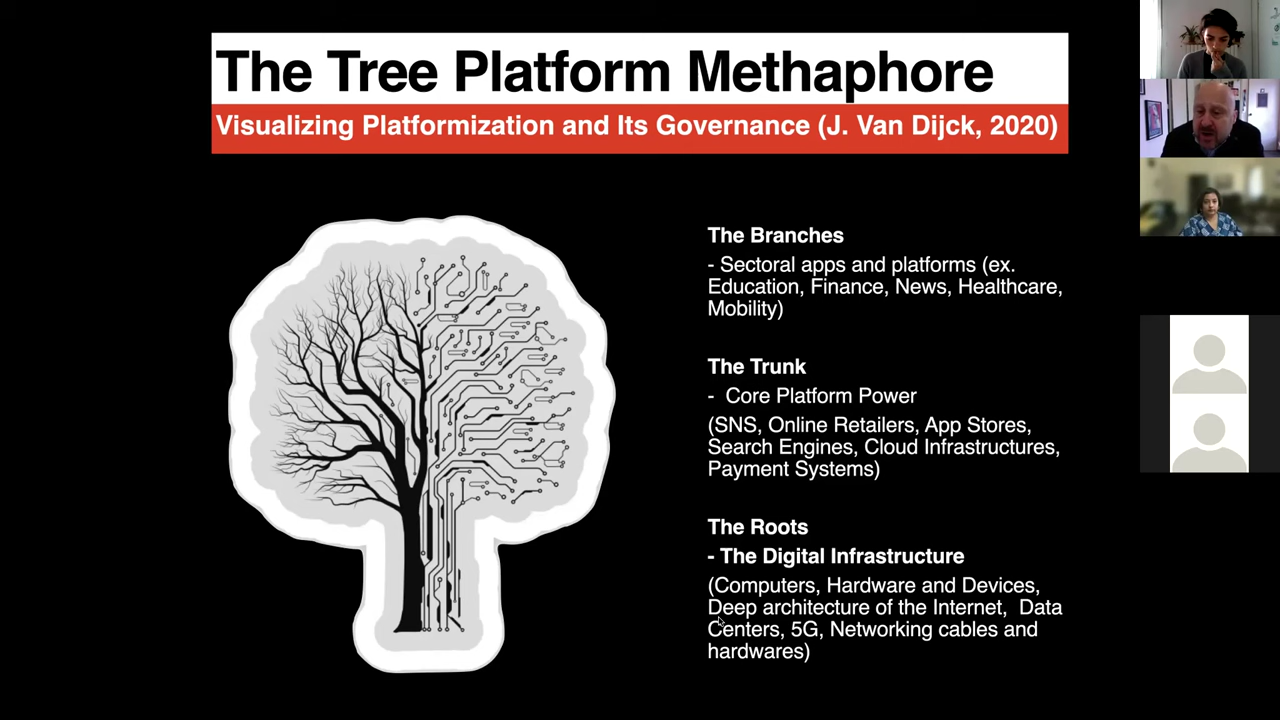 The Tree Platform Methaphore
Visualizing Platformization and Its Governance (J. Van Dijck, 2020)
The Branches
- Sectoral apps and platforms (ex.
Education, Finance, News, Healthcare,
Mobility)
The Trunk
- Core Platform Power
(SNS, Online Retailers, App Stores,
Search Engines, Cloud Infrastructures,
Payment Systems)
The Roots
- The Digital Infrastructure
(Computers, Hardware and Devices,
Deep architecture of the Internet, Data
Centers, 5G, Networking cables and
hardwares)